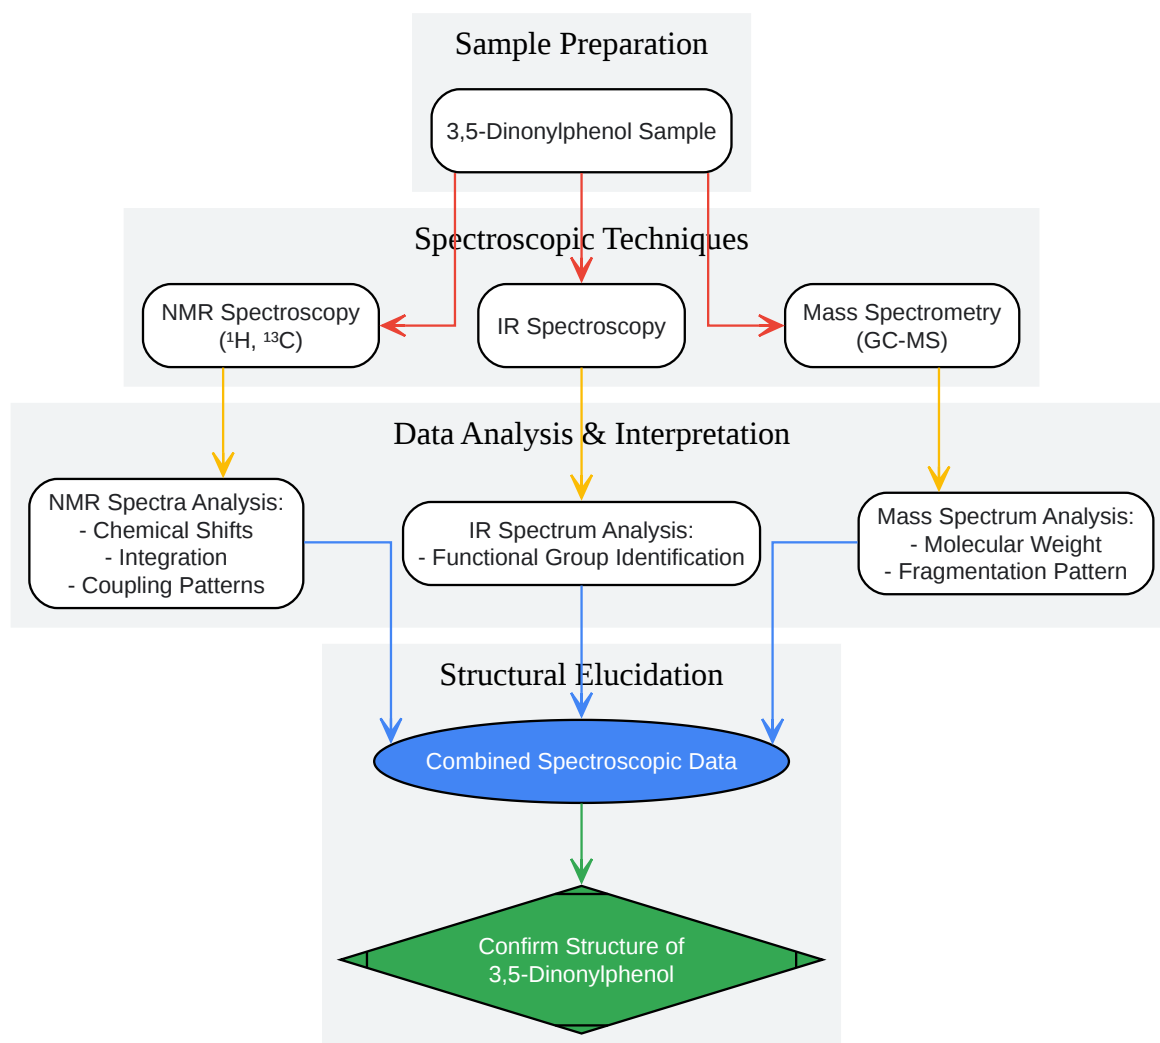 Sample Preparation
3,5-Dinonylphenol Sample
Spectroscopic Techniques
NMR Spectroscopy
(¹H, ¹³C)
IR Spectroscopy
Mass Spectrometry
(GC-MS)
Data Analysis & Interpretation
NMR Spectra Analysis:
- Chemical Shifts
- Integration
- Coupling Patterns
IR Spectrum Analysis:
- Functional Group Identification
Mass Spectrum Analysis:
- Molecular Weight
- Fragmentation Pattern
Structural Elucidation
Combined Spectroscopic Data
Confirm Structure of
3,5-Dinonylphenol